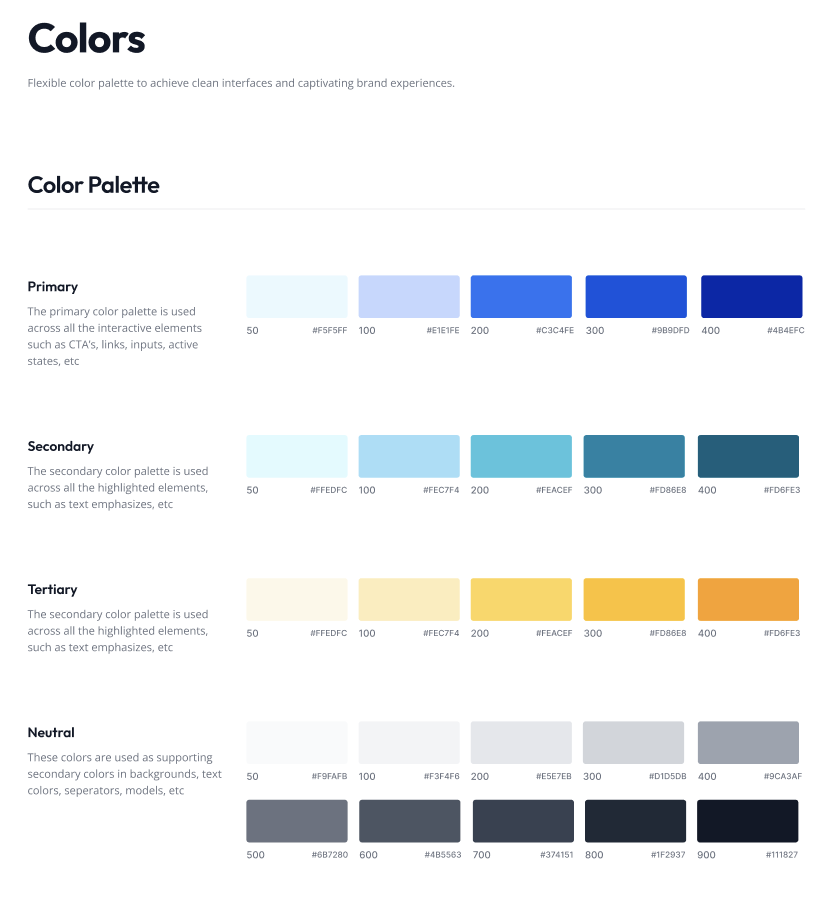 Colors
Flexible color palette to achieve clean interfaces and captivating brand experiences.
Color Palette
Primary
The primary color palette is used
across all the interactive elements
such as CTA's, links, inputs, active
states, etc
50 #F5F5FF 100 #E1E1FE 200 #C3C4FE 300 #9B9DFD 400 #4B4EFC
Secondary
The secondary color palette is used
across all the highlighted elements,
such as text emphasizes, etc
50 #FFEDFC 100 #FEC7F4 200 #FEACEF 300 #FD86E8 400 #FD6FE3
Tertiary
The secondary color palette is used
across all the highlighted elements,
such as text emphasizes, etc
50 #FFEDFC 100 #FEC7F4 200 #FEACEF 300 #FD86E8 400 #FD6FE3
Neutral
These colors are used as supporting
secondary colors in backgrounds, text
colors, seperators, models, etc
50 #F9FAFB 100 #F3F4F6 200 #E5E7EB 300 #D1D5DB 400 #9CA3AF
500 #6B7280 600 #4B5563 700 #374151 800 #1F2937 900 #111827